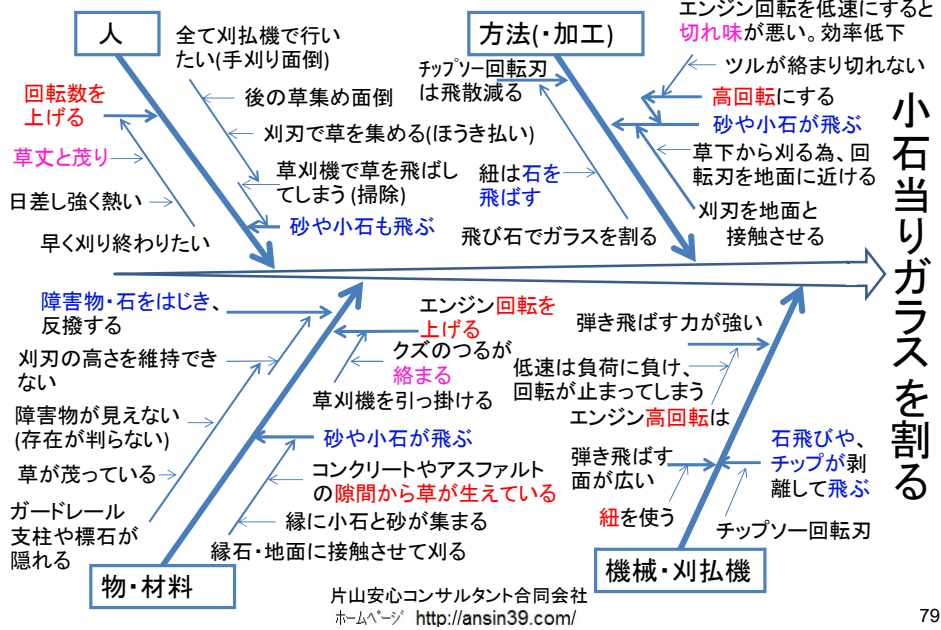 人
全て刈払機で行い
たい(手刈り面倒)
後の草集め面倒
刈刃で草を集める(ほうき払い)
草刈機で草を飛ばし
てしまう(掃除)
砂や小石も飛ぶ
回転数を
上げる
草丈と茂り
日差し強く熱い
早く刈り終わりたい
方法(・加工)
チップソー回転刃
は飛散減る
紐は石を
飛ばす
飛び石でガラスを割る
エンジン回転を低速にすると
切れ味が悪い。効率低下
ツルが絡まり切れない
高回転にする
砂や小石が飛ぶ
草下から刈る為、回
転刃を地面に近ける
刈刃を地面と
接触させる
小石当りガラスを割る
障害物・石をはじき、
反撥する
刈刃の高さを維持でき
ない
障害物が見えない
(存在が判らない)
草が茂っている
ガードレール
支柱や標石が
隠れる
物・材料
エンジン回転を
上げる
クズのつるが
絡まる
草刈機を引っ掛ける
砂や小石が飛ぶ
コンクリートやアスファルト
の隙間から草が生えている
縁に小石と砂が集まる
縁石・地面に接触させて刈る
弾き飛ばす力が強い
低速は負荷に負け、
回転が止まってしまう
エンジン高回転は
弾き飛ばす
面が広い
紐を使う
石飛びや、
チップが剥
離して飛ぶ
チップソー回転刃
機械・刈払機
片山安心コンサルタント合同会社
ホームページ http://ansin39.com/
79